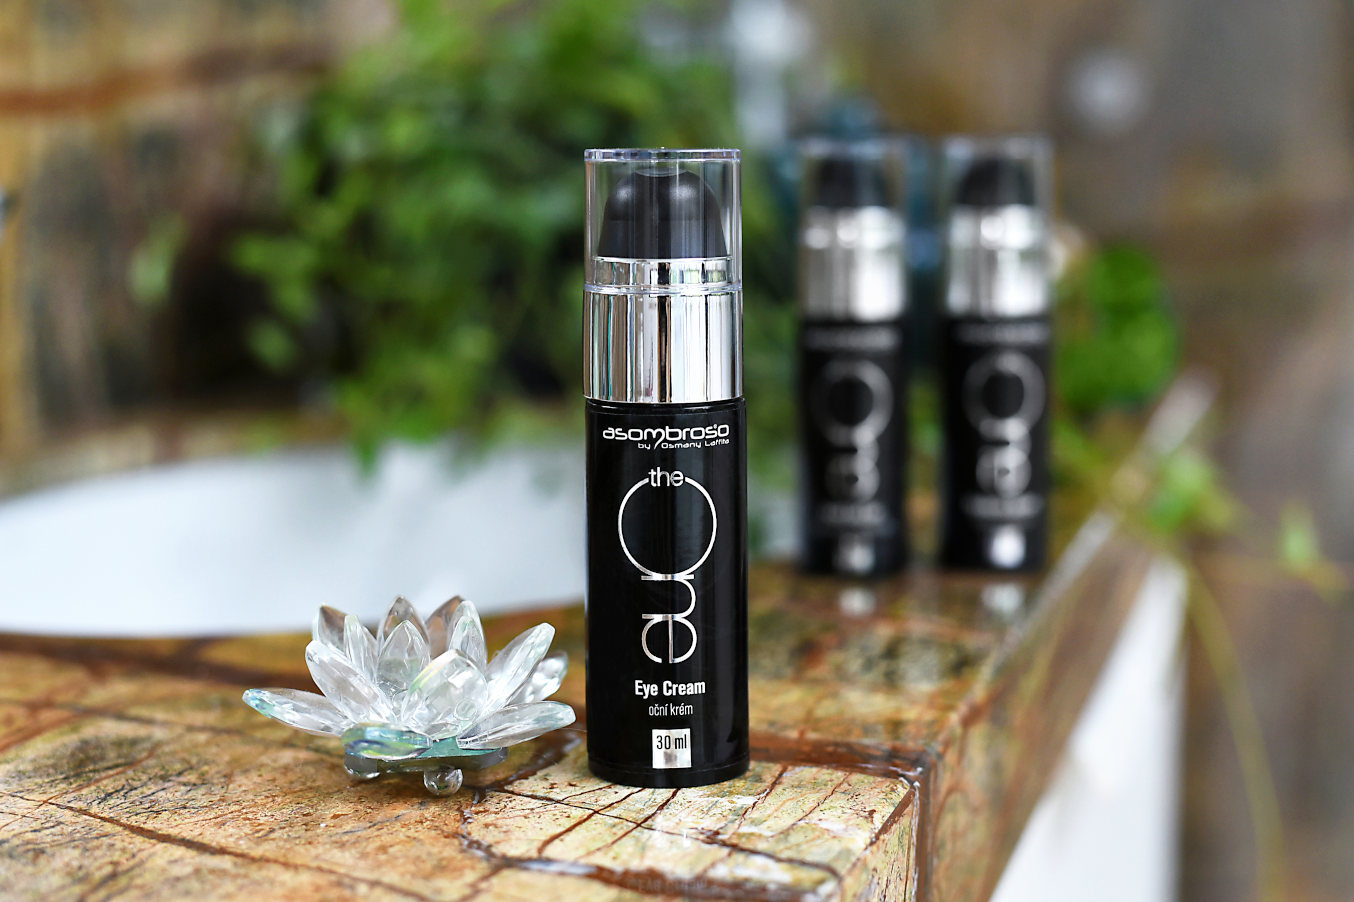 asombroso
by Osmany Laffita
the
One
Eye Cream
oční krém
30 ml